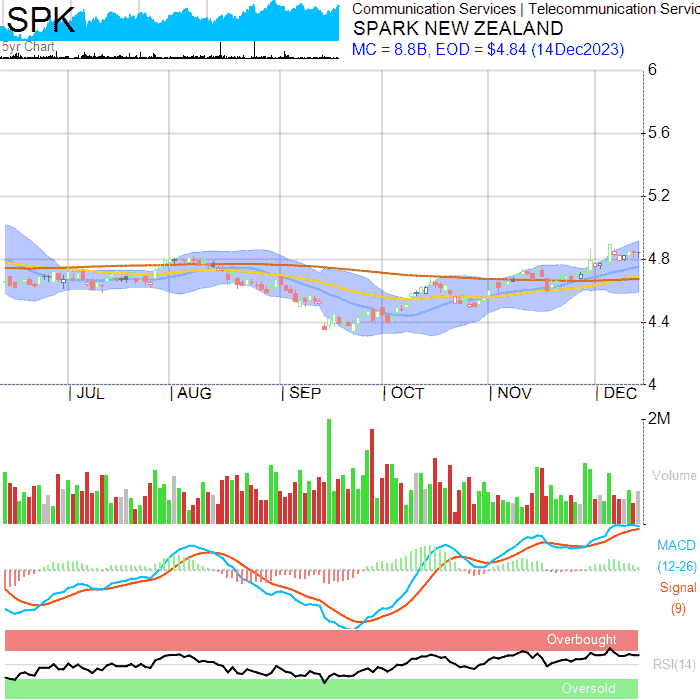 SPK
5yr Chart
Communication Services | Telecommunication Servic
SPARK NEW ZEALAND
MC = 8.8B, EOD = $4.84 (14Dec2023)
6
5.6
5.2
4.8
4.4
4
| JUL | AUG | SEP | OCT | NOV | DEC
2M
Volume
MACD
(12-26)
Signal
(9)
Overbought
RSI(14)
Oversold